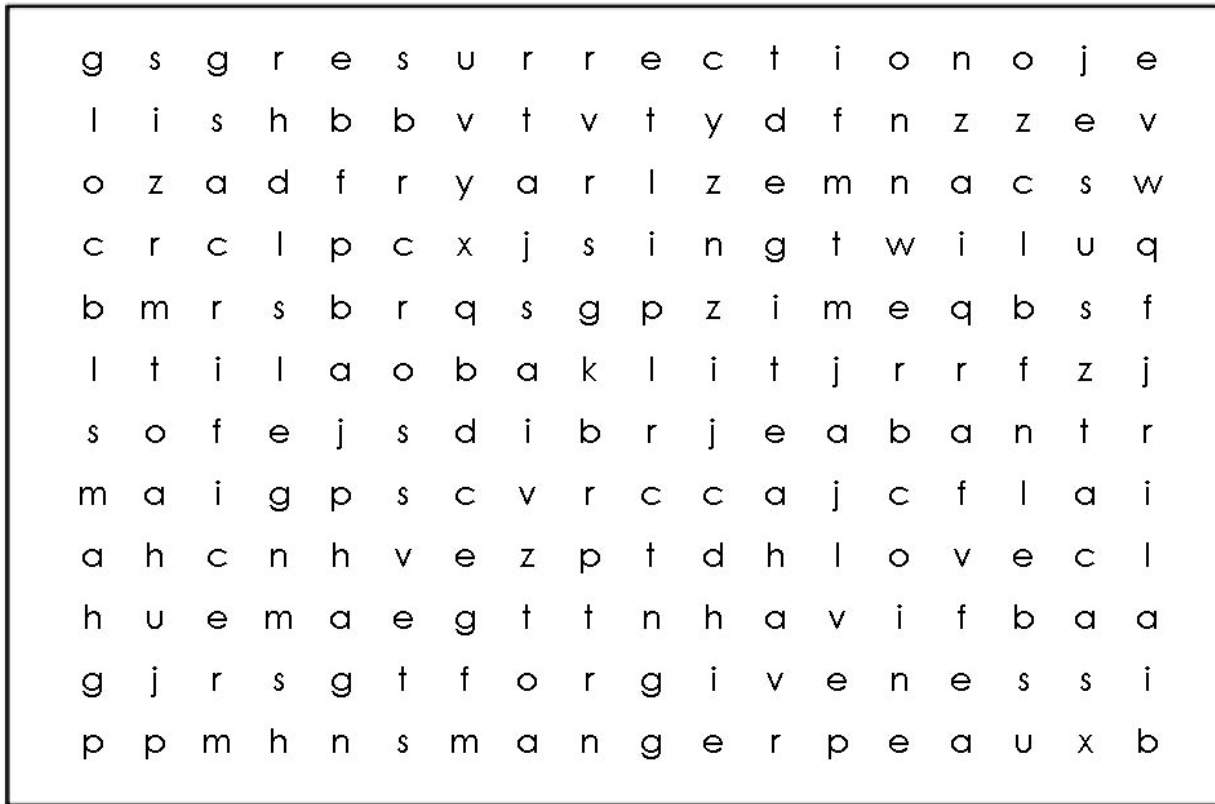 g s g r e s u r r e c t i o n o j e
l i s h b b v t v t y d f n z z e v
o z a d f r y a r l z e m n a c s w
c r c l p c x j s i n g t w i l u q
b m r s b r q s g p z i m e q b s f
l t i l a o b a k l i t j r r f z j
s o f e j s d i b r j e a b a n t r
m a i g p s c v r c c a j c f l a i
a h c n h v e z p t d h l o v e c l
h u e m a e g t t n h a v i f b a a
g j r s g t f o r g i v e n e s s i
p p m h n s m a n g e r p e a u x b